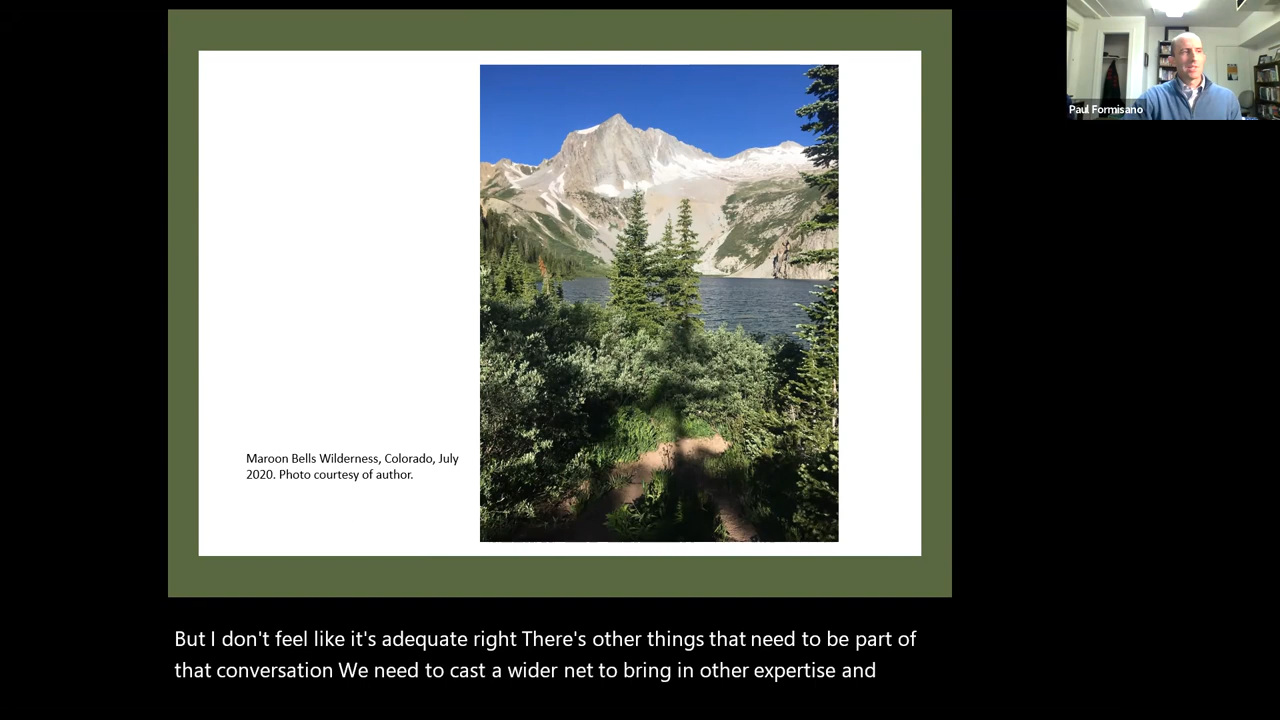 Paul Formisano
Maroon Bells Wilderness, Colorado, July
2020. Photo courtesy of author.
But I don't feel like it's adequate right There's other things that need to be part of
that conversation We need to cast a wider net to bring in other expertise and